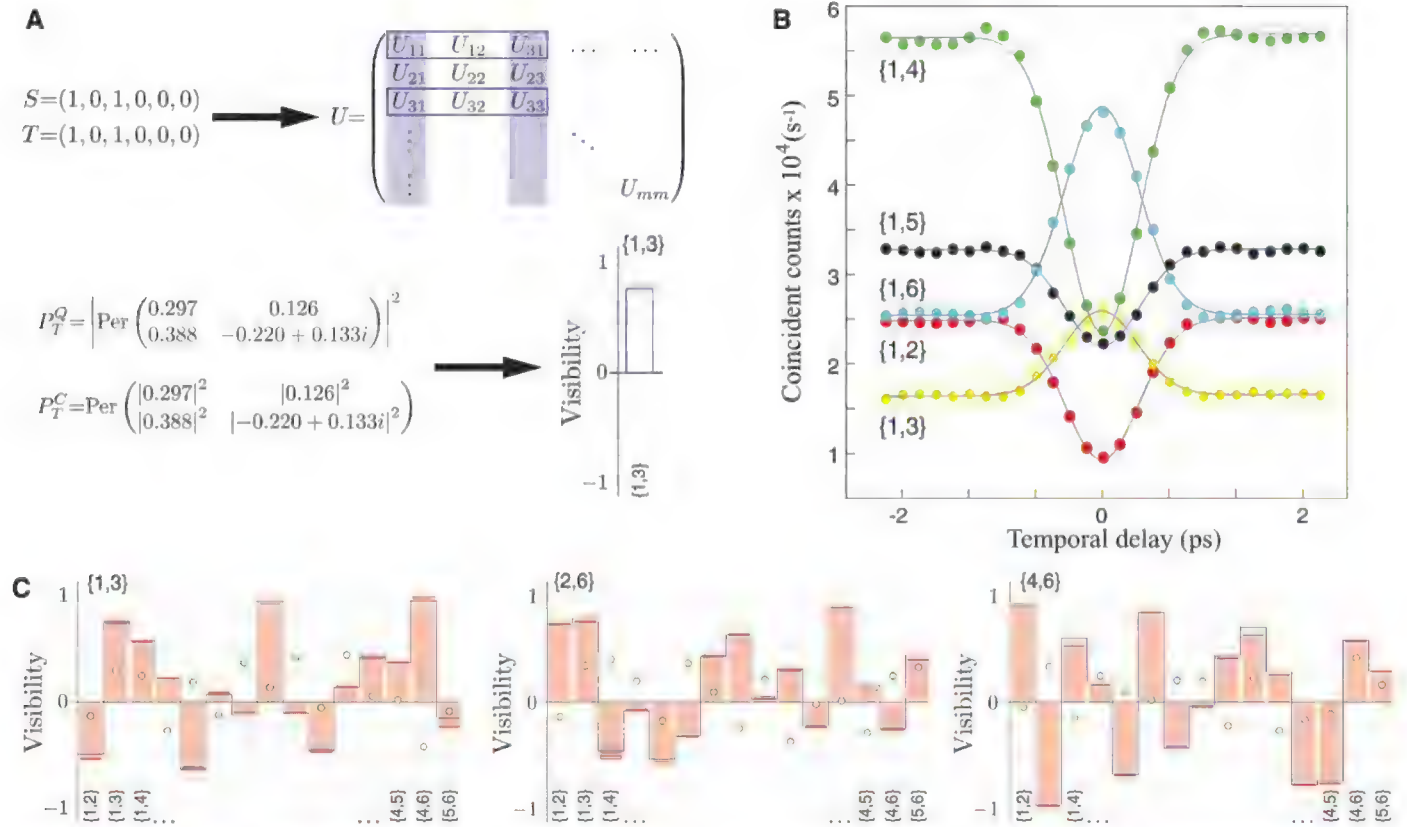 A
S=(1, 0, 1, 0, 0, 0)
T=(1, 0, 1, 0, 0, 0)
U=
U₁₁ U₁₂ U₃₁ ... ...
U₂₁ U₂₂ U₂₃
U₃₁ U₃₂ U₃₃
Uₘₘ
P_T^Q=|Per(0.297 0.126
0.388 −0.220 + 0.133i)|²
P_T^C=Per(|0.297|² |0.126|²
|0.388|² |−0.220 + 0.133i|²)
{1,3}
Visibility
1
0
−1
{1,3}
B
Coincident counts x 10⁴(s⁻¹)
6
5
4
3
2
1
{1,4}
{1,5}
{1,6}
{1,2}
{1,3}
-2 0 2
Temporal delay (ps)
C
{1,3}
Visibility
1
0
−1
{1,2} {1,3} {1,4} ... ... {4,5} {4,6} {5,6}
{2,6}
Visibility
1
0
−1
{1,2} {1,3} {1,4} ... ... {4,5} {4,6} {5,6}
{4,6}
Visibility
1
0
−1
{1,2} {1,4} ... ... {4,5} {4,6} {5,6}